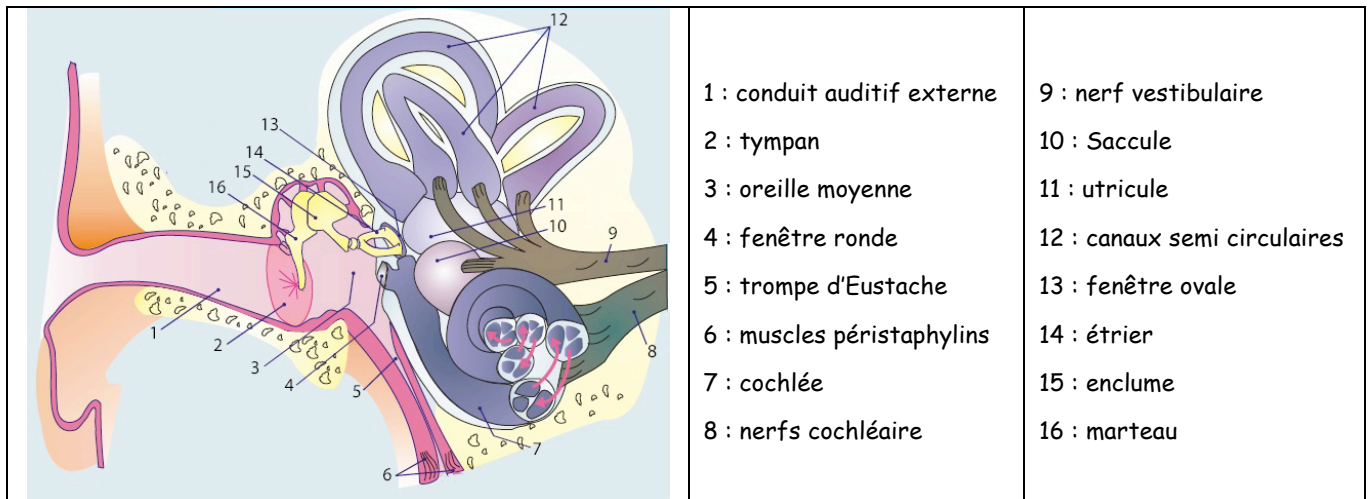 12
13
14
15
16
11
10
9
1
2
3
4
5
8
7
6
1 : conduit auditif externe
2 : tympan
3 : oreille moyenne
4 : fenêtre ronde
5 : trompe d’Eustache
6 : muscles péristaphylins
7 : cochlée
8 : nerfs cochléaire
9 : nerf vestibulaire
10 : Saccule
11 : utricule
12 : canaux semi circulaires
13 : fenêtre ovale
14 : étrier
15 : enclume
16 : marteau